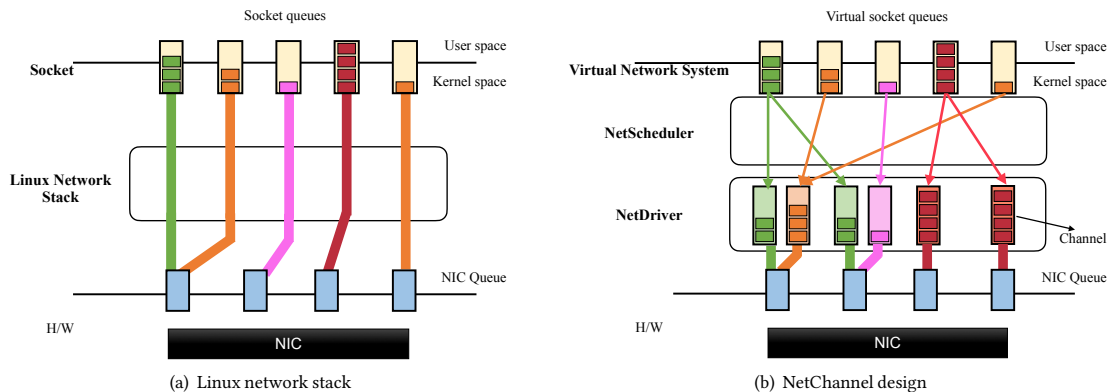 Socket queues
User space
Socket
Kernel space
Linux Network
Stack
NIC Queue
H/W
NIC
(a) Linux network stack
Virtual socket queues
User space
Virtual Network System
Kernel space
NetScheduler
NetDriver
Channel
NIC Queue
H/W
NIC
(b) NetChannel design